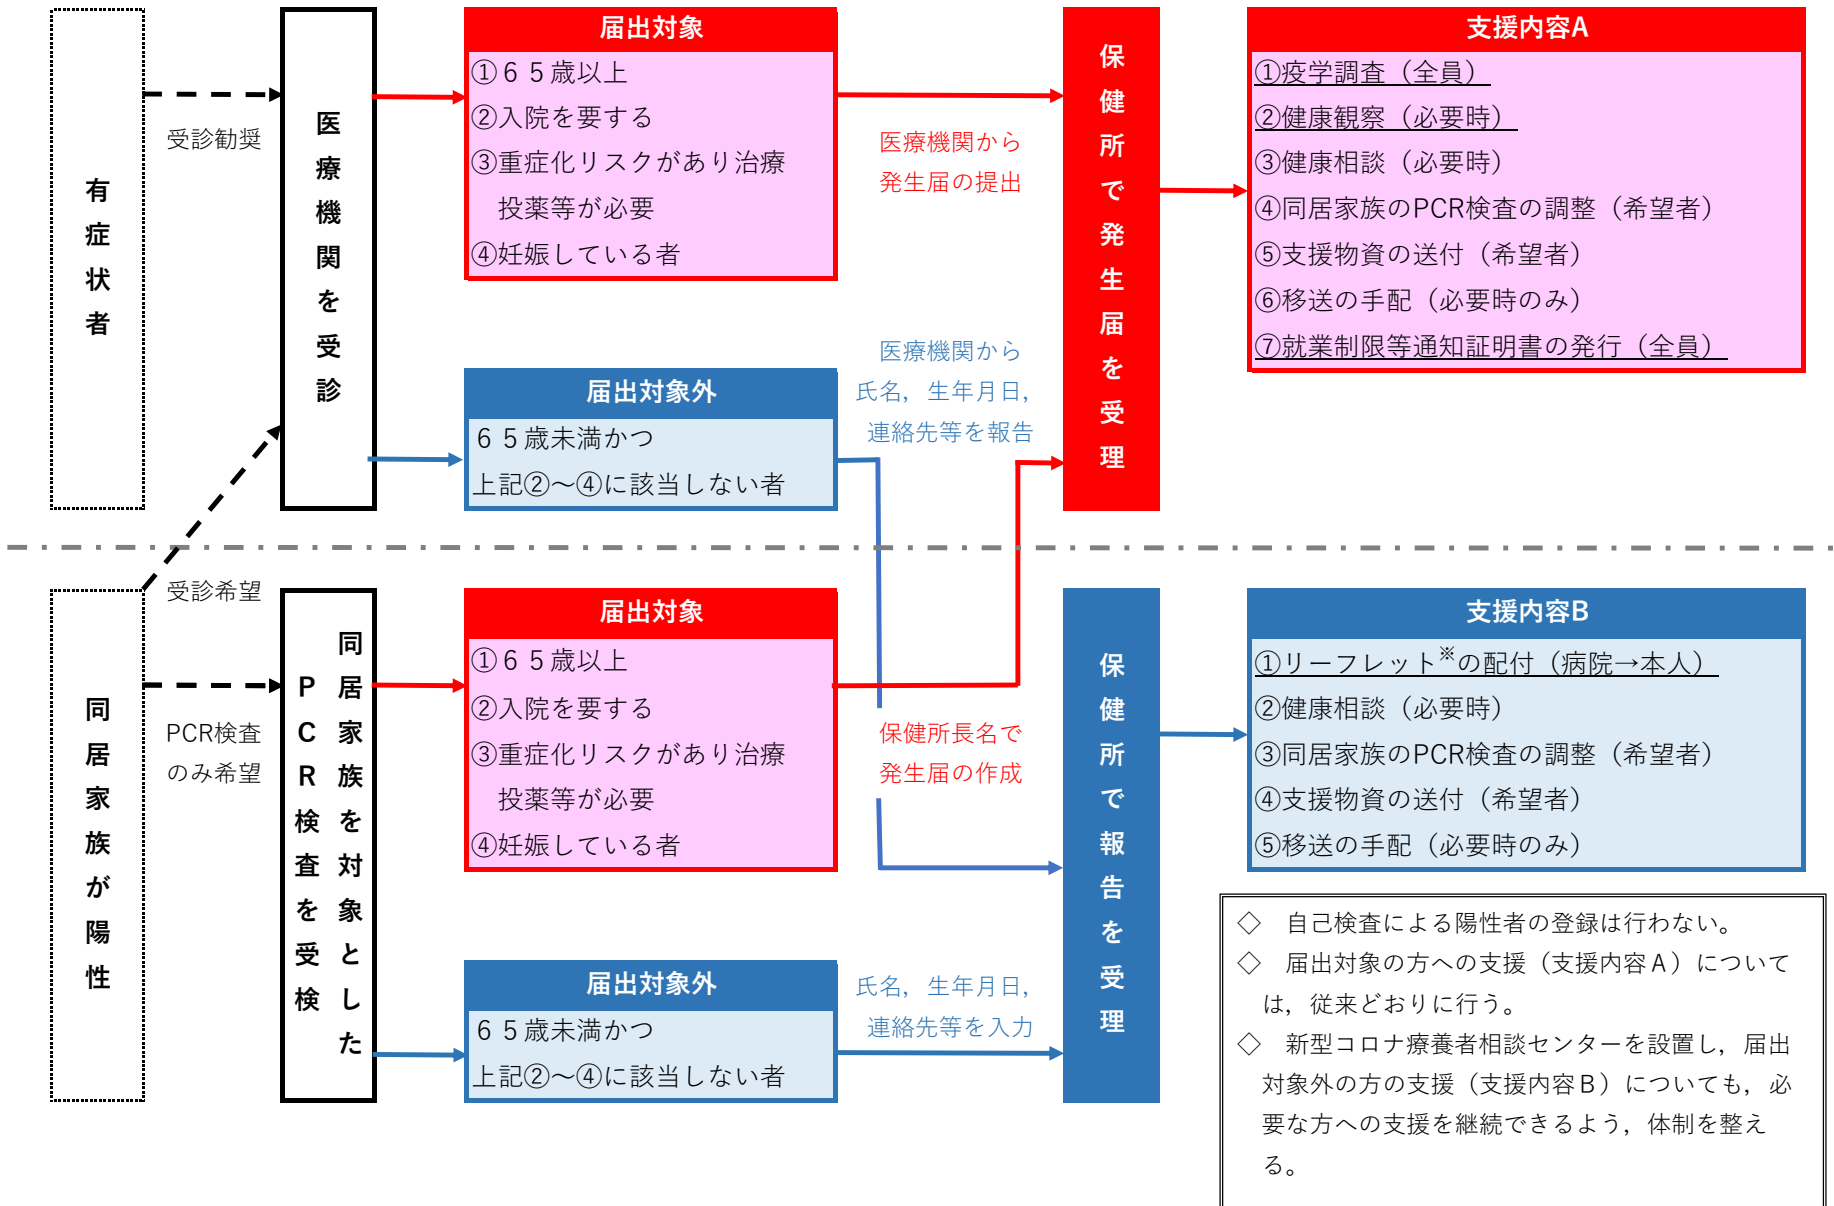 有症状者
受診勧奨
医療機関を受診
届出対象
①６５歳以上
②入院を要する
③重症化リスクがあり治療
投薬等が必要
④妊娠している者
医療機関から
発生届の提出
届出対象外
６５歳未満かつ
上記②～④に該当しない者
医療機関から
氏名，生年月日，
連絡先等を報告
保健所で発生届を受理
支援内容A
①疫学調査（全員）
②健康観察（必要時）
③健康相談（必要時）
④同居家族のPCR検査の調整（希望者）
⑤支援物資の送付（希望者）
⑥移送の手配（必要時のみ）
⑦就業制限等通知証明書の発行（全員）
同居家族が陽性
受診希望
PCR検査
のみ希望
同居家族を対象とした
PCR検査を受検
届出対象
①６５歳以上
②入院を要する
③重症化リスクがあり治療
投薬等が必要
④妊娠している者
保健所長名で
発生届の作成
届出対象外
６５歳未満かつ
上記②～④に該当しない者
氏名，生年月日，
連絡先等を入力
保健所で報告を受理
支援内容B
①リーフレット※の配付（病院→本人）
②健康相談（必要時）
③同居家族のPCR検査の調整（希望者）
④支援物資の送付（希望者）
⑤移送の手配（必要時のみ）
◇　自己検査による陽性者の登録は行わない。
◇　届出対象の方への支援（支援内容Ａ）について
は，従来どおりに行う。
◇　新型コロナ療養者相談センターを設置し，届出
対象外の方の支援（支援内容Ｂ）についても，必
要な方への支援を継続できるよう，体制を整え
る。